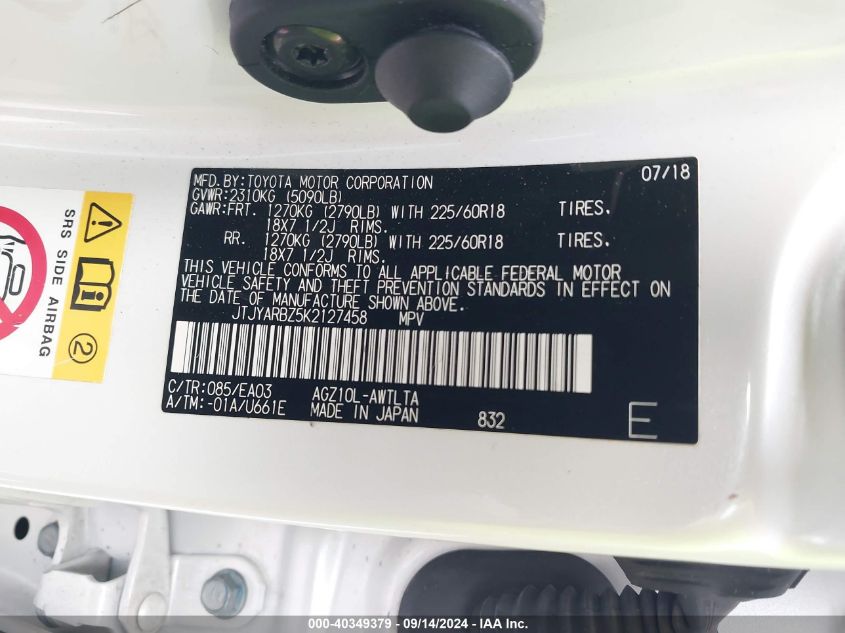 MFD.BY:TOYOTA MOTOR CORPORATION 07/18
GVWR:2310KG (5090LB)
GAWR:FRT. 1270KG (2790LB) WITH 225/60R18 TIRES.
18X7 1/2J RIMS.
RR. 1270KG (2790LB) WITH 225/60R18 TIRES.
18X7 1/2J RIMS.
THIS VEHICLE CONFORMS TO ALL APPLICABLE FEDERAL MOTOR
VEHICLE SAFETY AND THEFT PREVENTION STANDARDS IN EFFECT ON
THE DATE OF MANUFACTURE SHOWN ABOVE.
JTJYARBZ5K2127458 MPV
C/TR:085/EA03 AGZ10L-AWTLTA
A/TM:-01A/U661E MADE IN JAPAN 832 E
SRS SIDE AIRBAG
2
000-40349379 - 09/14/2024 - IAA Inc.